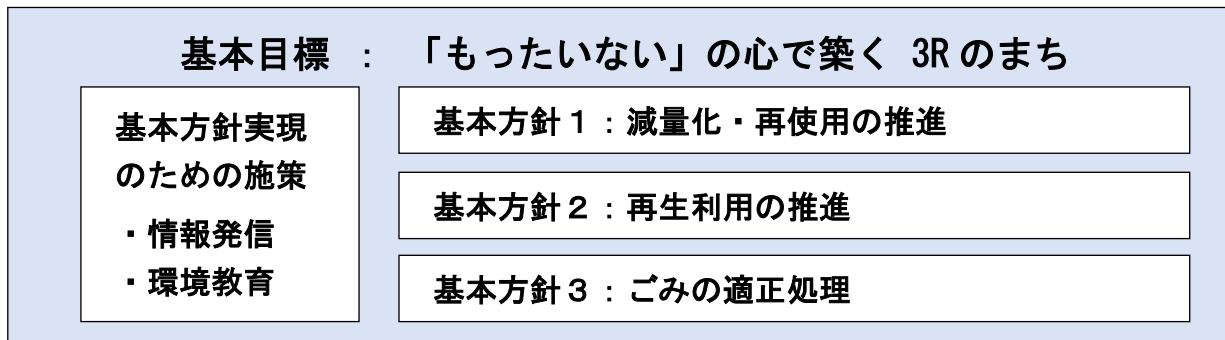 基本目標 : 「もったいない」の心で築く 3Rのまち
基本方針実現
のための施策
・情報発信
・環境教育
基本方針1:減量化・再使用の推進
基本方針2:再生利用の推進
基本方針3:ごみの適正処理